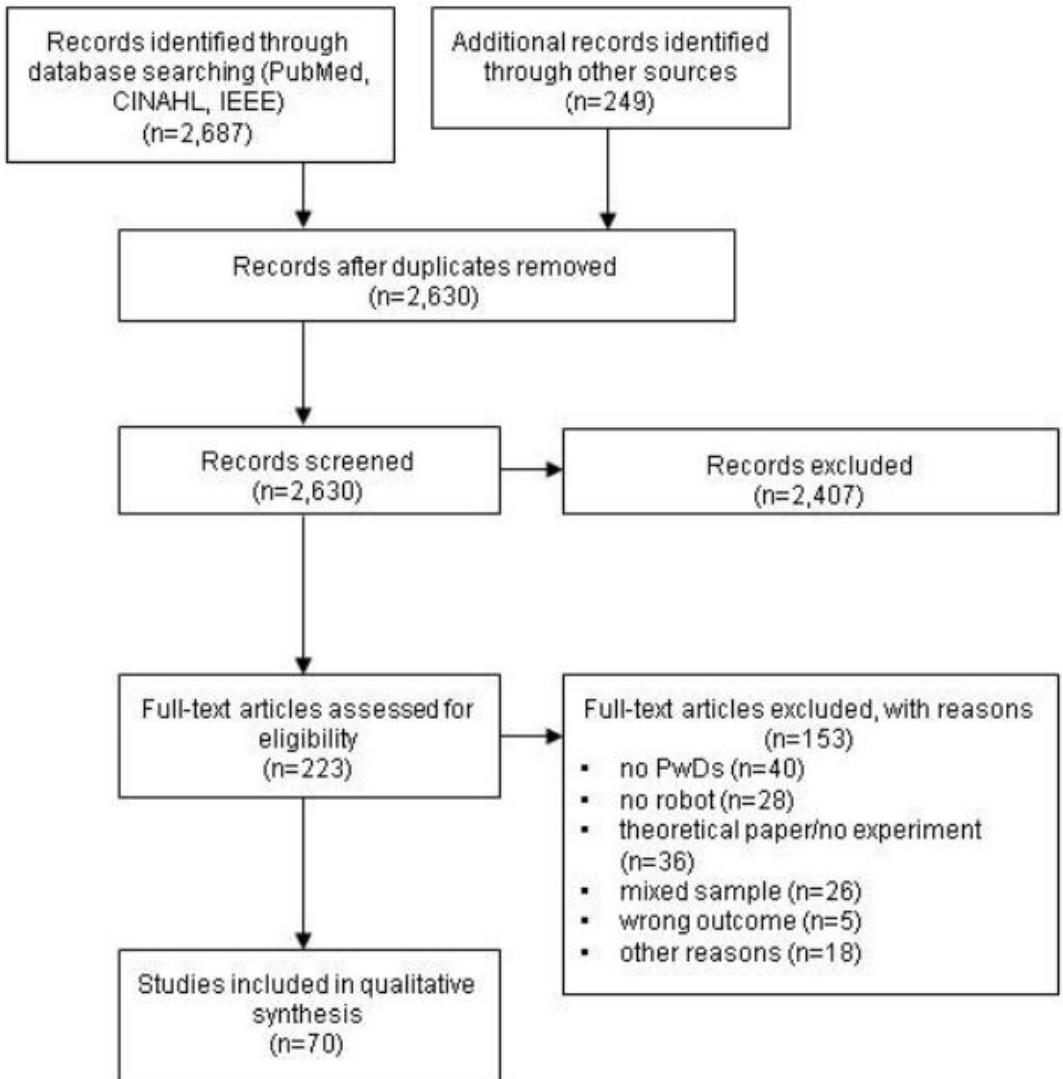 Records identified through
database searching (PubMed,
CINAHL, IEEE)
(n=2,687)
Additional records identified
through other sources
(n=249)
Records after duplicates removed
(n=2,630)
Records screened
(n=2,630)
Records excluded
(n=2,407)
Full-text articles assessed for
eligibility
(n=223)
Full-text articles excluded, with reasons
(n=153)
▪ no PwDs (n=40)
▪ no robot (n=28)
▪ theoretical paper/no experiment
(n=36)
▪ mixed sample (n=26)
▪ wrong outcome (n=5)
▪ other reasons (n=18)
Studies included in qualitative
synthesis
(n=70)